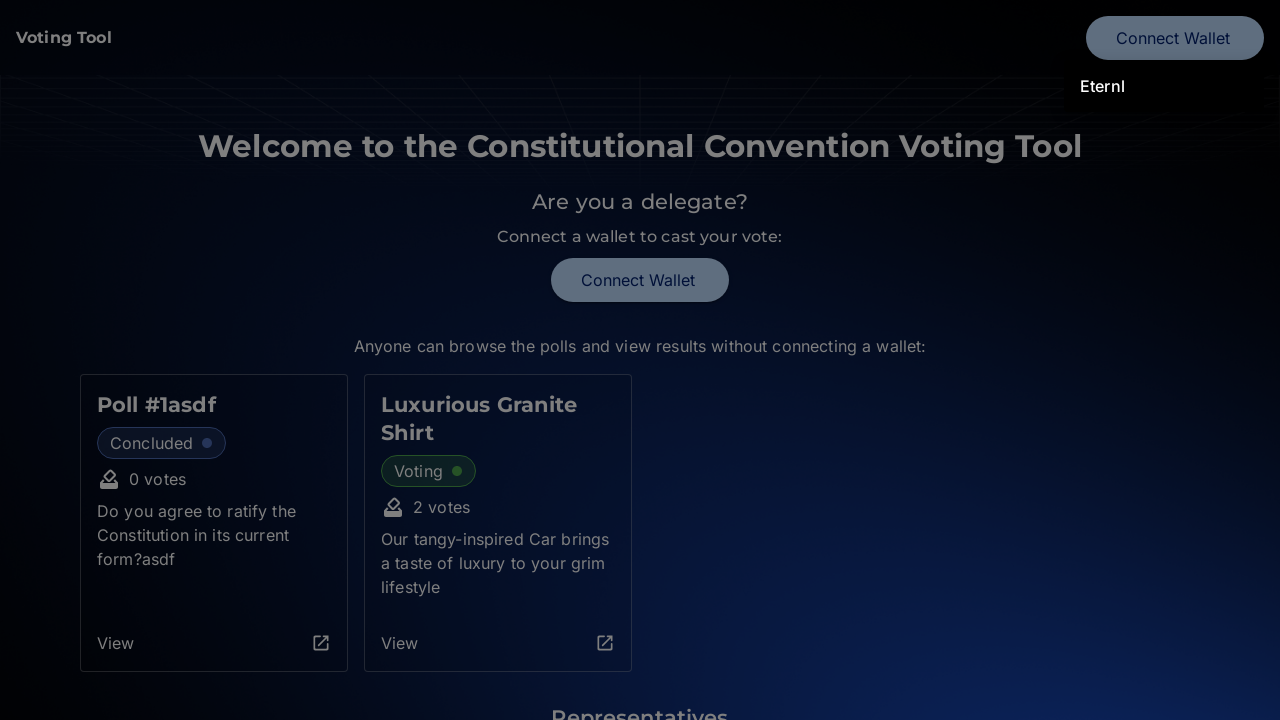 Voting Tool
Connect Wallet
Eternl
Welcome to the Constitutional Convention Voting Tool
Are you a delegate?
Connect a wallet to cast your vote:
Connect Wallet
Anyone can browse the polls and view results without connecting a wallet:
Poll #1asdf
Concluded
0 votes
Do you agree to ratify the
Constitution in its current
form?asdf
View
Luxurious Granite
Shirt
Voting
2 votes
Our tangy-inspired Car brings
a taste of luxury to your grim
lifestyle
View
Representatives